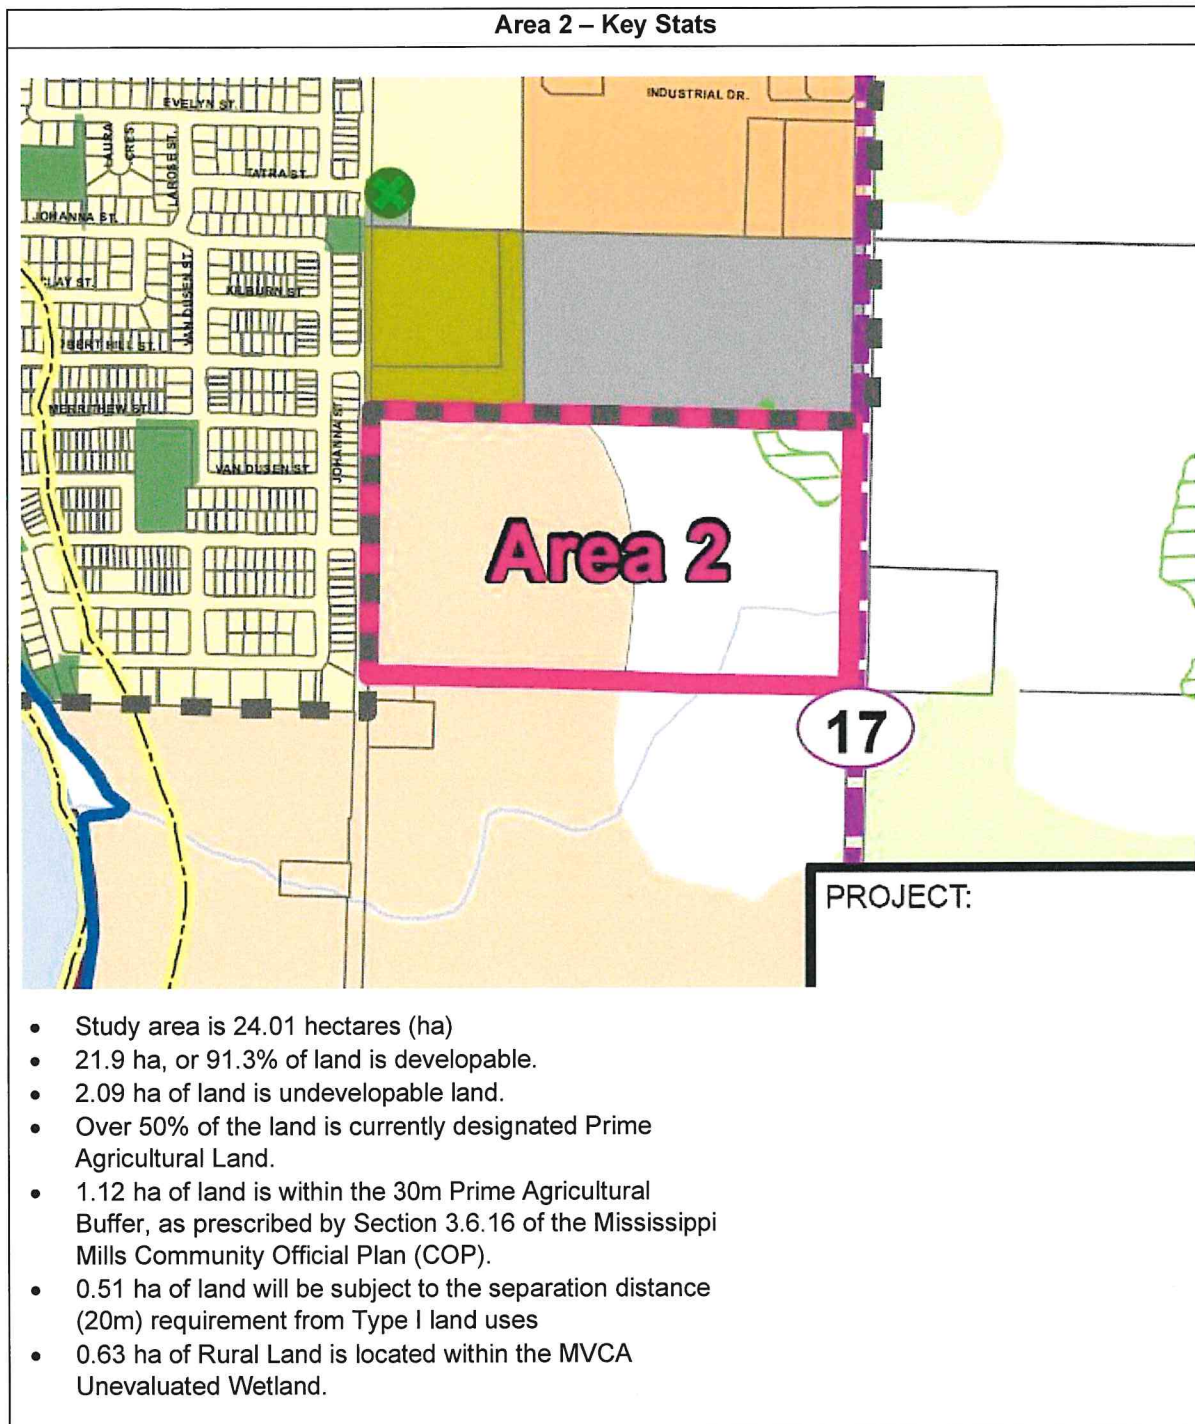 Area 2 – Key Stats
EVELYN ST.
INDUSTRIAL DR.
LAURA
CRES
LAROSE ST.
TATRA ST.
JOHANNA ST.
CLAY ST.
VAN DUSEN ST.
KILBURN ST.
OBERT HILL ST.
MERRITHEW ST.
JOHANNA ST.
VAN DUSEN ST.
Area 2
17
PROJECT:
• Study area is 24.01 hectares (ha)
• 21.9 ha, or 91.3% of land is developable.
• 2.09 ha of land is undevelopable land.
• Over 50% of the land is currently designated Prime
Agricultural Land.
• 1.12 ha of land is within the 30m Prime Agricultural
Buffer, as prescribed by Section 3.6.16 of the Mississippi
Mills Community Official Plan (COP).
• 0.51 ha of land will be subject to the separation distance
(20m) requirement from Type I land uses
• 0.63 ha of Rural Land is located within the MVCA
Unevaluated Wetland.